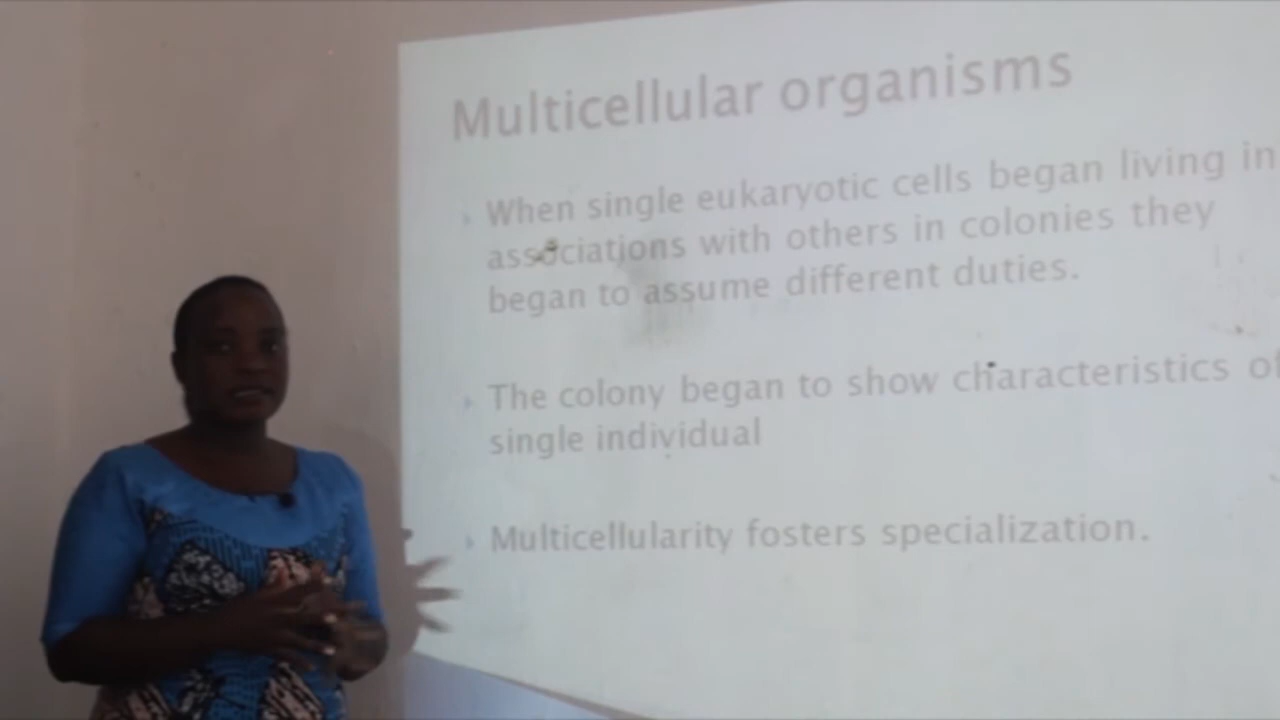 Multicellular organisms
When single eukaryotic cells began living in
associations with others in colonies they
began to assume different duties.
The colony began to show characteristics of
single individual
Multicellularity fosters specialization.